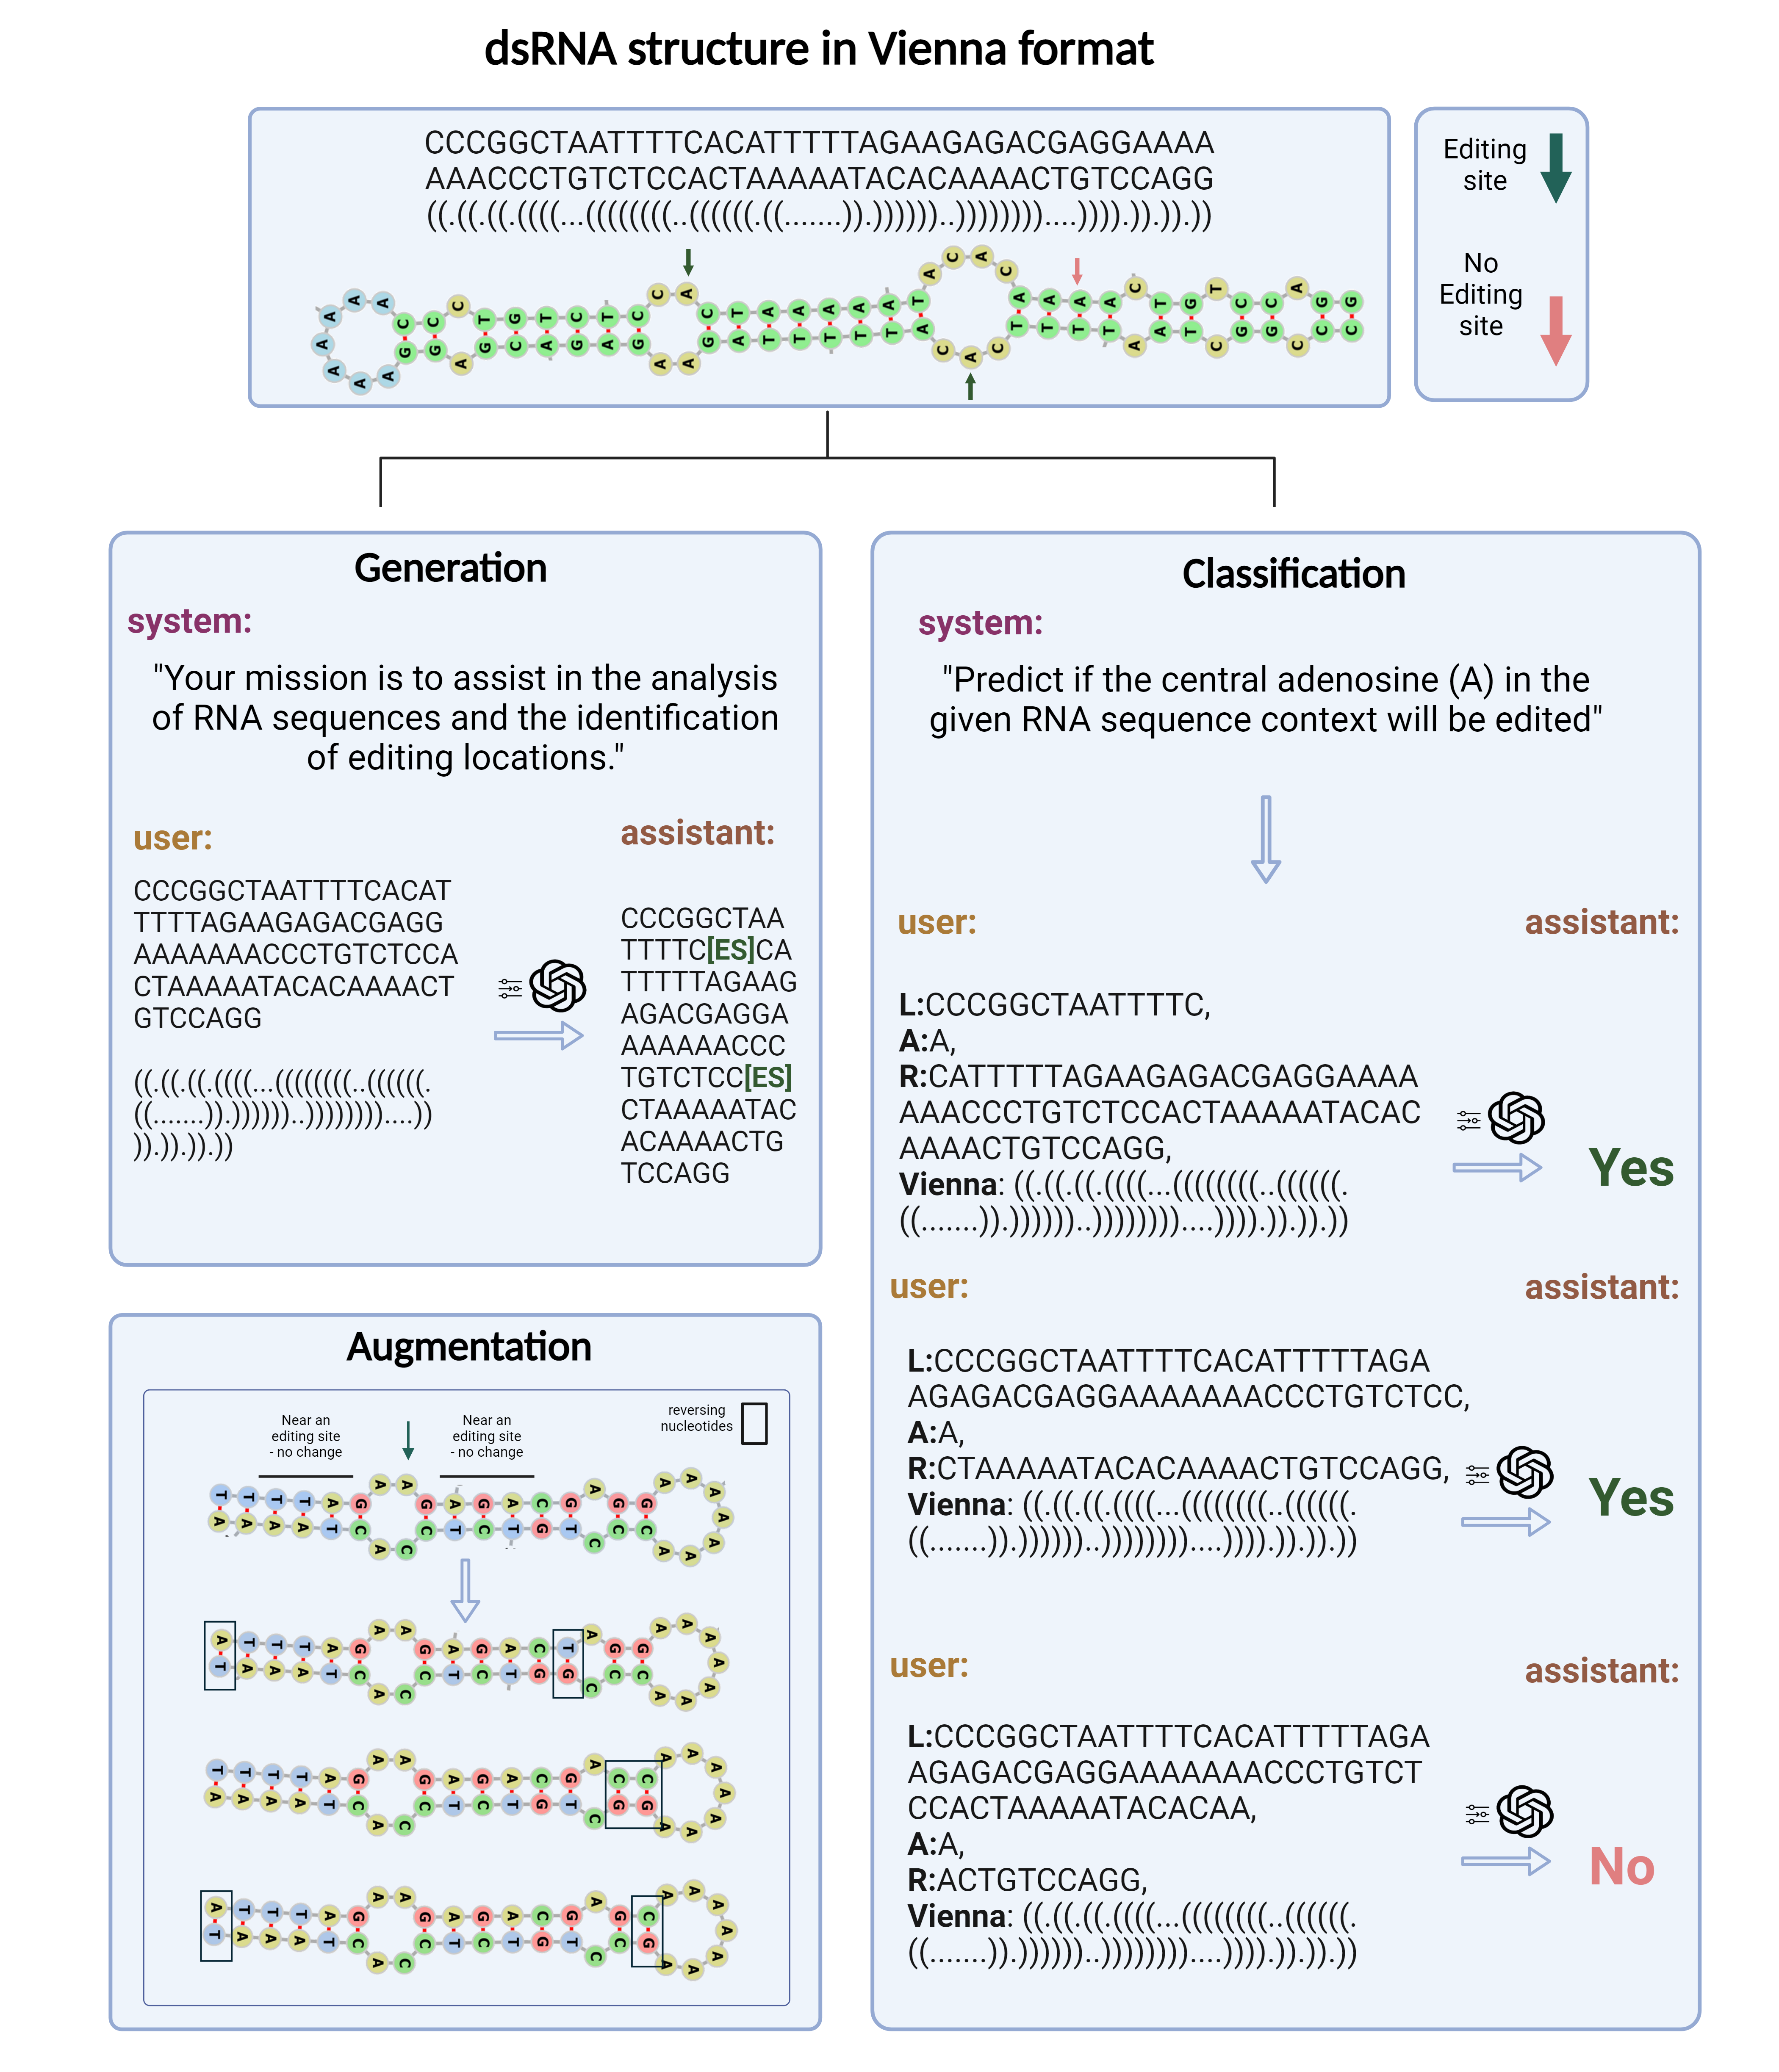 dsRNA structure in Vienna format
CCCGGCTAATTTTCACATTTTTAGAAGAGACGAGGAAAA
AAACCCTGTCTCCACTAAAAATACACAAAACTGTCCAGG
((.((.((.((((...((((((((..((((((.((.......)).))))))..))))))))....)))).)).)).))
A A A C C C T G T C T C C A C T A A A A A T A C A C A A A A C T G T C C A G G
A A A A G G A G C A G A G A A G A T T T T T A C A C T T T T A A T C G G C C C
Editing
site
No
Editing
site
Generation
system:
"Your mission is to assist in the analysis
of RNA sequences and the identification
of editing locations."
user:
CCCGGCTAATTTTCACAT
TTTTAGAAGAGACGAGG
AAAAAAACCCTGTCTCCA
CTAAAAATACACAAAACT
GTCCAGG
((.((.((.((((...((((((((..((((((.
((.......)).))))))..))))))))....))
)).)).)).))
assistant:
CCCGGCTAA
TTTTC[ES]CA
TTTTTAGAAG
AGACGAGGA
AAAAAACCC
TGTCTCC[ES]
CTAAAAATAC
ACAAAACTG
TCCAGG
Classification
system:
"Predict if the central adenosine (A) in the
given RNA sequence context will be edited"
user:
assistant:
L:CCCGGCTAATTTTC,
A:A,
R:CATTTTTAGAAGAGACGAGGAAAA
AAACCCTGTCTCCACTAAAAATACAC
AAAACTGTCCAGG,
Vienna: ((.((.((.((((...((((((((..((((((.
((.......)).))))))..))))))))....)))).)).)).))
Yes
user:
assistant:
L:CCCGGCTAATTTTCACATTTTTAGA
AGAGACGAGGAAAAAAACCCTGTCTCC,
A:A,
R:CTAAAAATACACAAAACTGTCCAGG,
Vienna: ((.((.((.((((...((((((((..((((((.
((.......)).))))))..))))))))....)))).)).)).))
Yes
user:
assistant:
L:CCCGGCTAATTTTCACATTTTTAGA
AGAGACGAGGAAAAAAACCCTGTCT
CCACTAAAAATACACAA,
A:A,
R:ACTGTCCAGG,
Vienna: ((.((.((.((((...((((((((..((((((.
((.......)).))))))..))))))))....)))).)).)).))
No
Augmentation
Near an
editing site
- no change
Near an
editing site
- no change
reversing
nucleotides
T T T T A G A A G A G A C G A G G A A A A
A A A A T C A C C T C T G T C C C A A A
A T T T A G A A G A G A C T A G G A A A A
T A A A T C A C C T C T G G C C C A A A
T T T T A G A A G A G A C G A C C A A A A
A A A A T C A C C T C T G T C G G A A A
A T T T A G A A G A G A C G A G C A A A A
T A A A T C A C C T C T G T C C G A A A